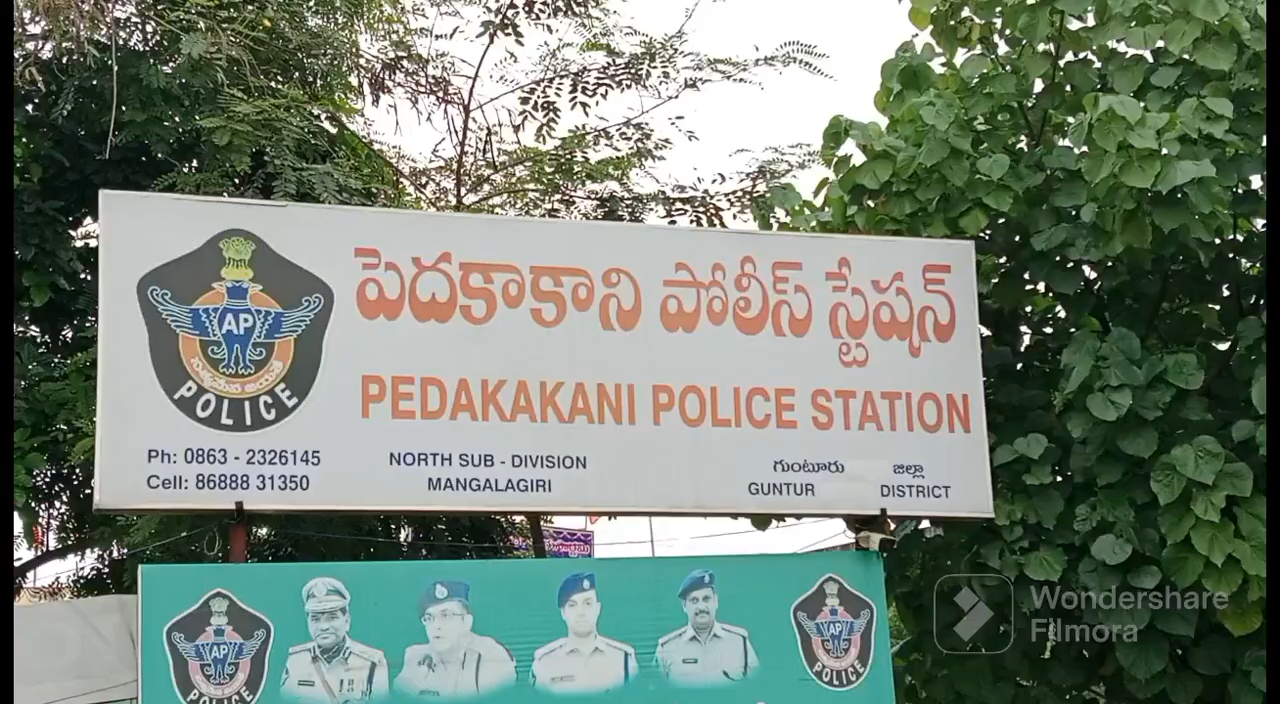 పెదకాకాని పోలీస్ స్టేషన్
PEDAKAKANI POLICE STATION
AP
POLICE
Ph: 0863 - 2326145
Cell: 86888 31350
NORTH SUB - DIVISION
MANGALAGIRI
గుంటూరు జిల్లా
GUNTUR DISTRICT
AP
POLICE
AP
POLICE
Wondershare
Filmora